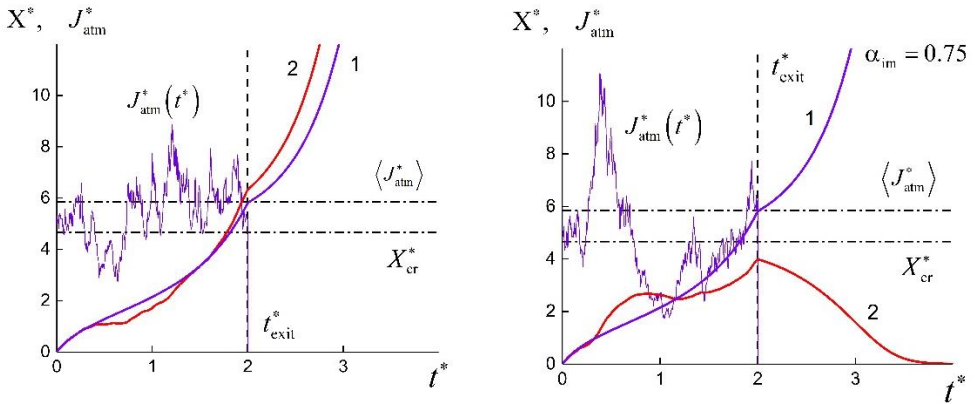 X*, J*atm
10
8
6
4
2
0
0
1
2
3
t*
J*atm(t*)
2
1
⟨J*atm⟩
X*cr
t*exit
X*, J*atm
10
8
6
4
2
0
0
1
2
3
t*
t*exit
αim = 0.75
1
J*atm(t*)
⟨J*atm⟩
X*cr
2